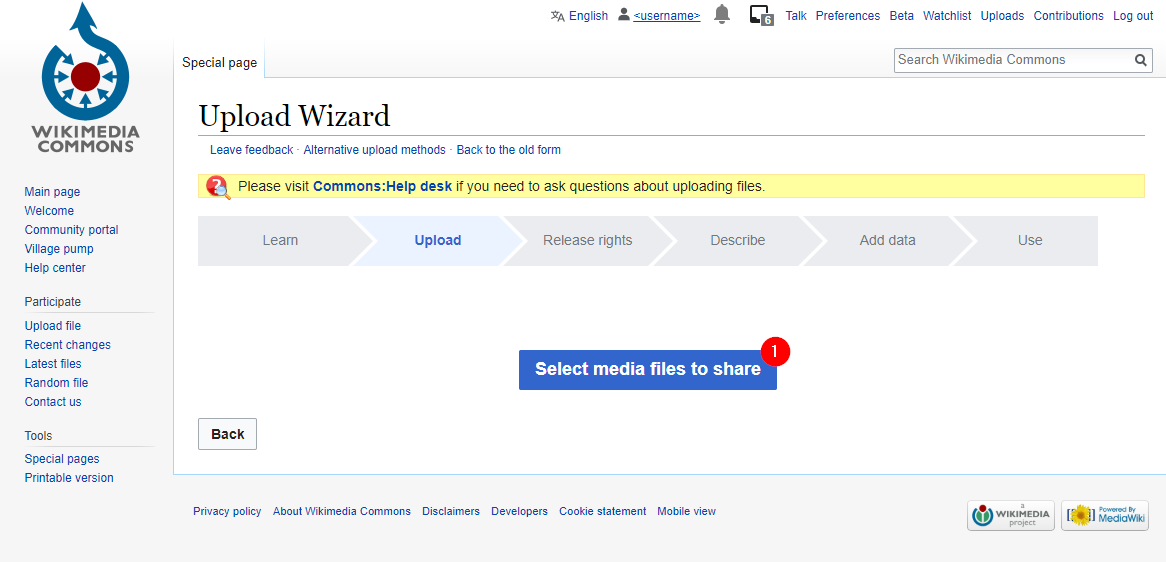 English <username> 6 Talk Preferences Beta Watchlist Uploads Contributions Log out
Special page
Search Wikimedia Commons
WIKIMEDIA
COMMONS
Upload Wizard
Leave feedback · Alternative upload methods · Back to the old form
Please visit Commons:Help desk if you need to ask questions about uploading files.
Learn Upload Release rights Describe Add data Use
1
Select media files to share
Back
Main page
Welcome
Community portal
Village pump
Help center
Participate
Upload file
Recent changes
Latest files
Random file
Contact us
Tools
Special pages
Printable version
Privacy policy About Wikimedia Commons Disclaimers Developers Cookie statement Mobile view
a
WIKIMEDIA
project
Powered By
MediaWiki